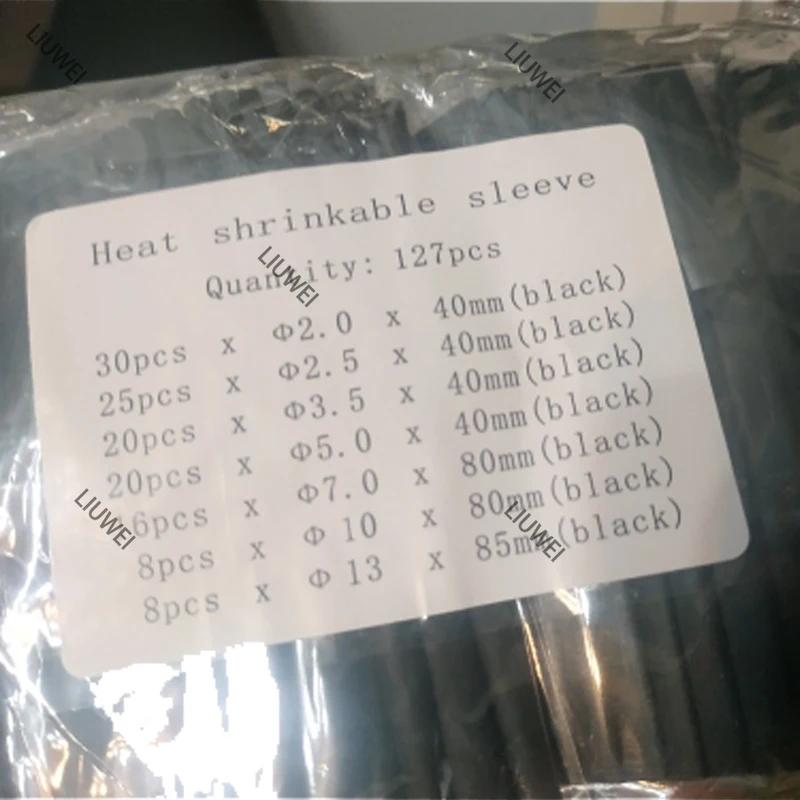 LIUWEI
LIUWEI
Heat shrinkable sleeve
Quantity: 127pcs
30pcs x Φ2.0 x 40mm(black)
25pcs x Φ2.5 x 40mm(black)
20pcs x Φ3.5 x 40mm(black)
20pcs x Φ5.0 x 40mm(black)
16pcs x Φ7.0 x 80mm(black)
8pcs x Φ 10 x 80mm(black)
8pcs x Φ 13 x 85mm(black)
LIUWEI
LIUWEI
LIUWEI